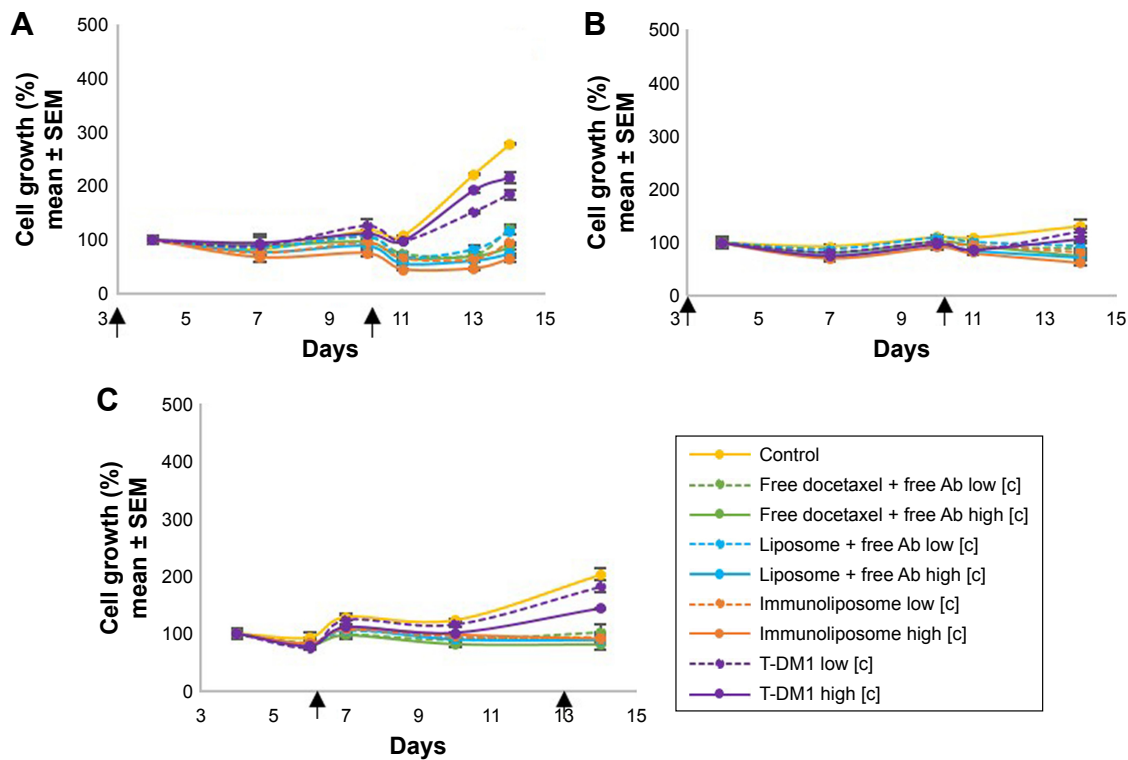 A
Cell growth (%)
mean ± SEM
500
400
300
200
100
0
3 5 7 9 11 13 15
Days
B
Cell growth (%)
mean ± SEM
500
400
300
200
100
0
3 5 7 9 11 13 15
Days
C
Cell growth (%)
mean ± SEM
500
400
300
200
100
0
3 5 7 9 11 13 15
Days
Control
Free docetaxel + free Ab low [c]
Free docetaxel + free Ab high [c]
Liposome + free Ab low [c]
Liposome + free Ab high [c]
Immunoliposome low [c]
Immunoliposome high [c]
T-DM1 low [c]
T-DM1 high [c]